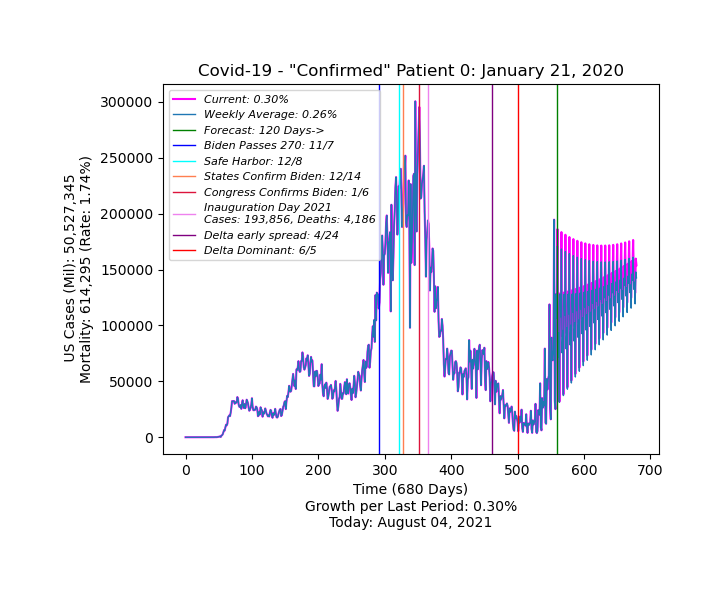 Covid-19 - "Confirmed" Patient 0: January 21, 2020
300000
250000
200000
150000
100000
50000
0
US Cases (Mil): 50,527,345
Mortality: 614,295 (Rate: 1.74%)
Current: 0.30%
Weekly Average: 0.26%
Forecast: 120 Days->
Biden Passes 270: 11/7
Safe Harbor: 12/8
States Confirm Biden: 12/14
Congress Confirms Biden: 1/6
Inauguration Day 2021
Cases: 193,856, Deaths: 4,186
Delta early spread: 4/24
Delta Dominant: 6/5
0 100 200 300 400 500 600 700
Time (680 Days)
Growth per Last Period: 0.30%
Today: August 04, 2021